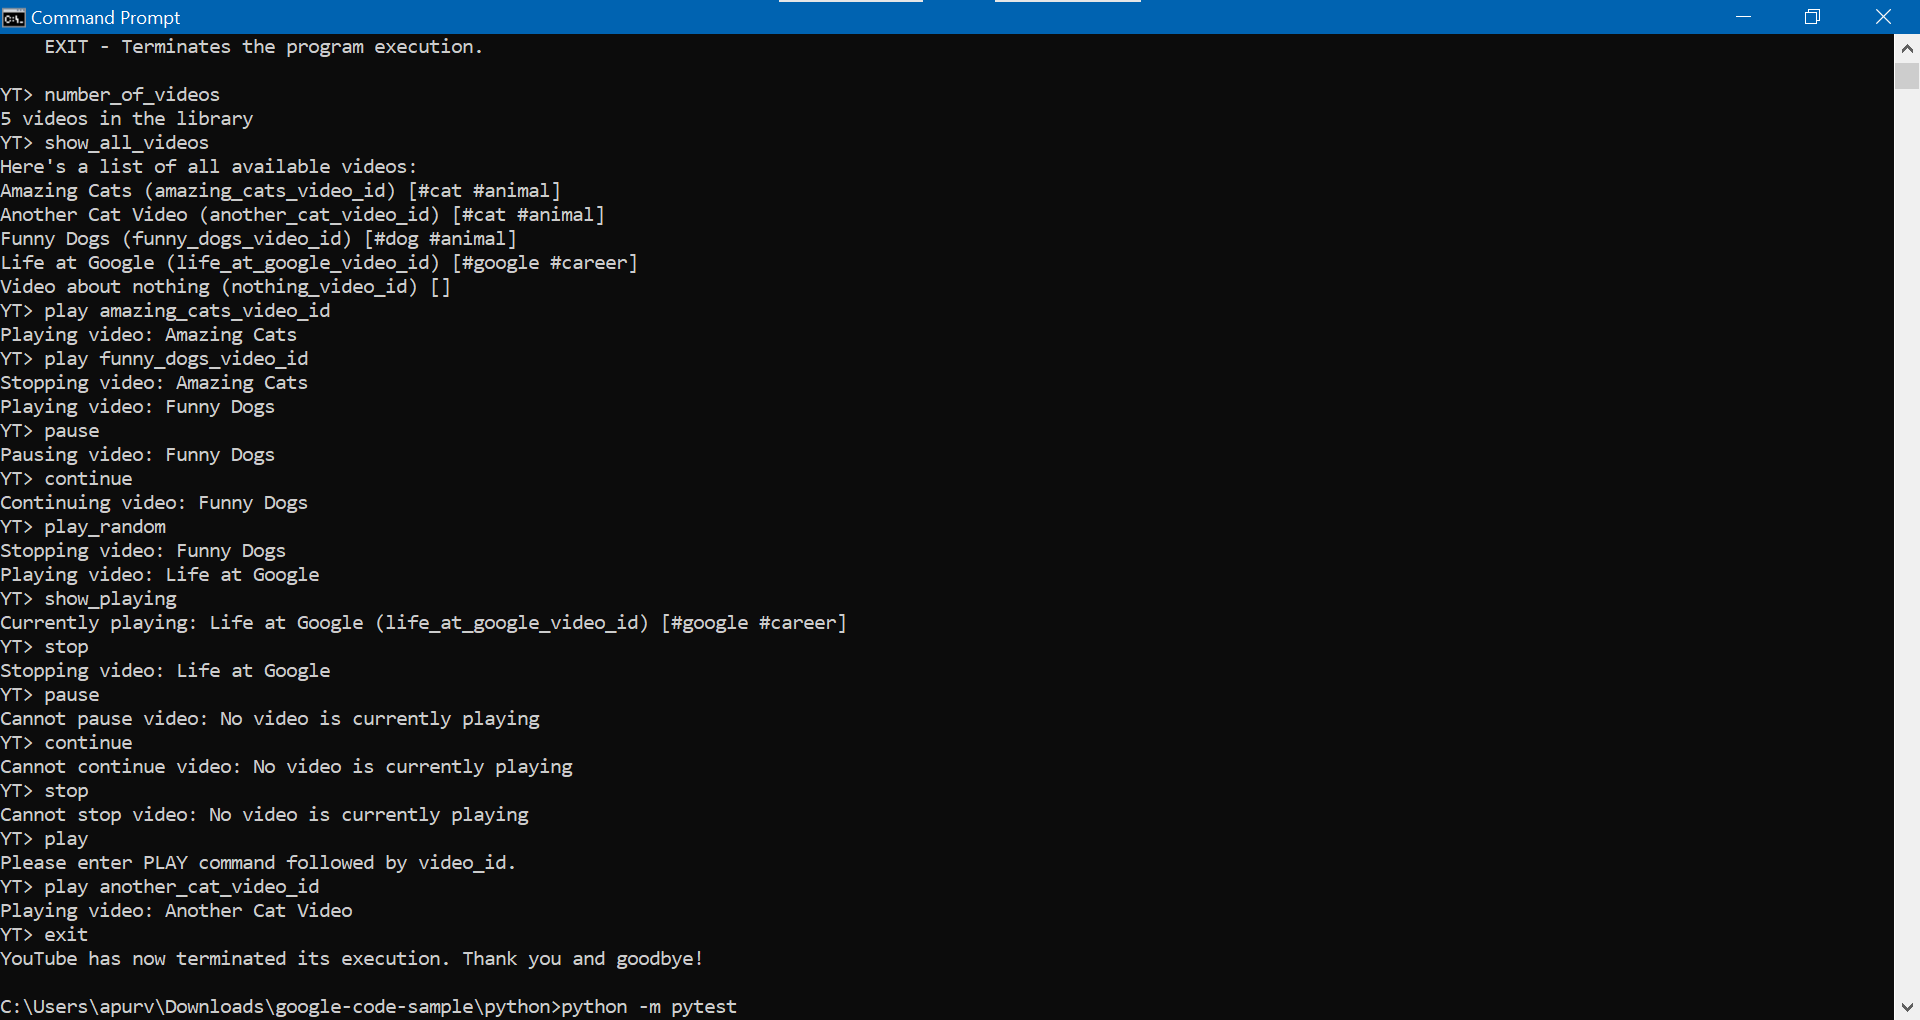 Command Prompt
EXIT - Terminates the program execution.
YT> number_of_videos
5 videos in the library
YT> show_all_videos
Here's a list of all available videos:
Amazing Cats (amazing_cats_video_id) [#cat #animal]
Another Cat Video (another_cat_video_id) [#cat #animal]
Funny Dogs (funny_dogs_video_id) [#dog #animal]
Life at Google (life_at_google_video_id) [#google #career]
Video about nothing (nothing_video_id) []
YT> play amazing_cats_video_id
Playing video: Amazing Cats
YT> play funny_dogs_video_id
Stopping video: Amazing Cats
Playing video: Funny Dogs
YT> pause
Pausing video: Funny Dogs
YT> continue
Continuing video: Funny Dogs
YT> play_random
Stopping video: Funny Dogs
Playing video: Life at Google
YT> show_playing
Currently playing: Life at Google (life_at_google_video_id) [#google #career]
YT> stop
Stopping video: Life at Google
YT> pause
Cannot pause video: No video is currently playing
YT> continue
Cannot continue video: No video is currently playing
YT> stop
Cannot stop video: No video is currently playing
YT> play
Please enter PLAY command followed by video_id.
YT> play another_cat_video_id
Playing video: Another Cat Video
YT> exit
YouTube has now terminated its execution. Thank you and goodbye!
C:\Users\apurv\Downloads\google-code-sample\python>python -m pytest